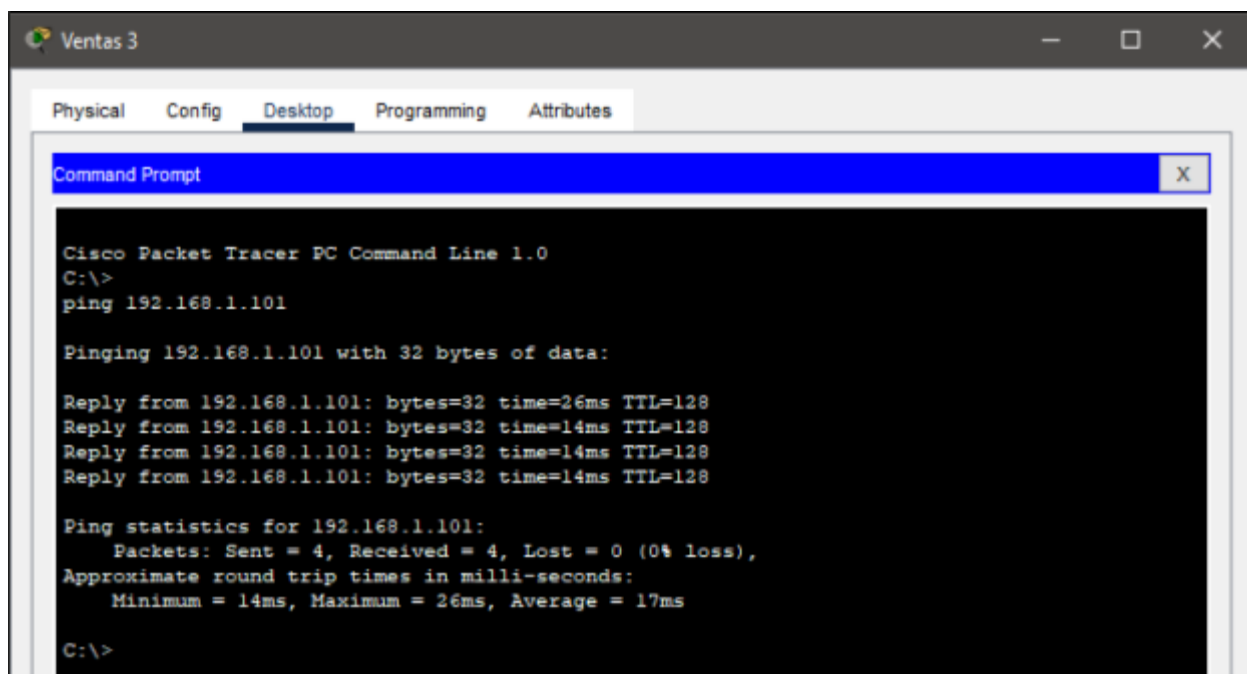 Ventas 3
Physical Config Desktop Programming Attributes
Command Prompt X
Cisco Packet Tracer PC Command Line 1.0
C:\>
ping 192.168.1.101
Pinging 192.168.1.101 with 32 bytes of data:
Reply from 192.168.1.101: bytes=32 time=26ms TTL=128
Reply from 192.168.1.101: bytes=32 time=14ms TTL=128
Reply from 192.168.1.101: bytes=32 time=14ms TTL=128
Reply from 192.168.1.101: bytes=32 time=14ms TTL=128
Ping statistics for 192.168.1.101:
Packets: Sent = 4, Received = 4, Lost = 0 (0% loss),
Approximate round trip times in milli-seconds:
Minimum = 14ms, Maximum = 26ms, Average = 17ms
C:\>